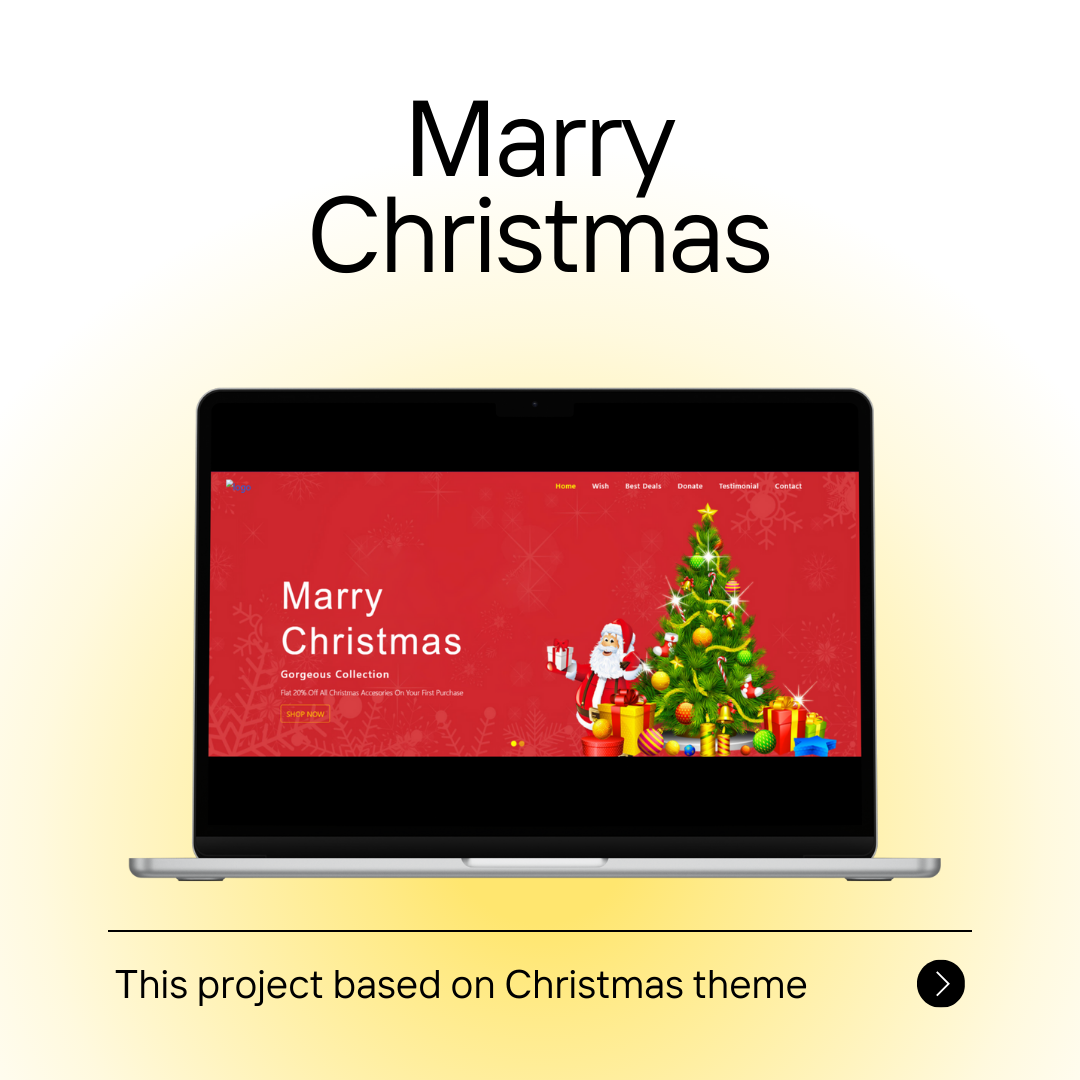 Marry
Christmas
Home Wish Best Deals Donate Testimonial Contact
Marry
Christmas
Gorgeous Collection
Flat 20% Off All Christmas Accesories On Your First Purchase
SHOP NOW
This project based on Christmas theme